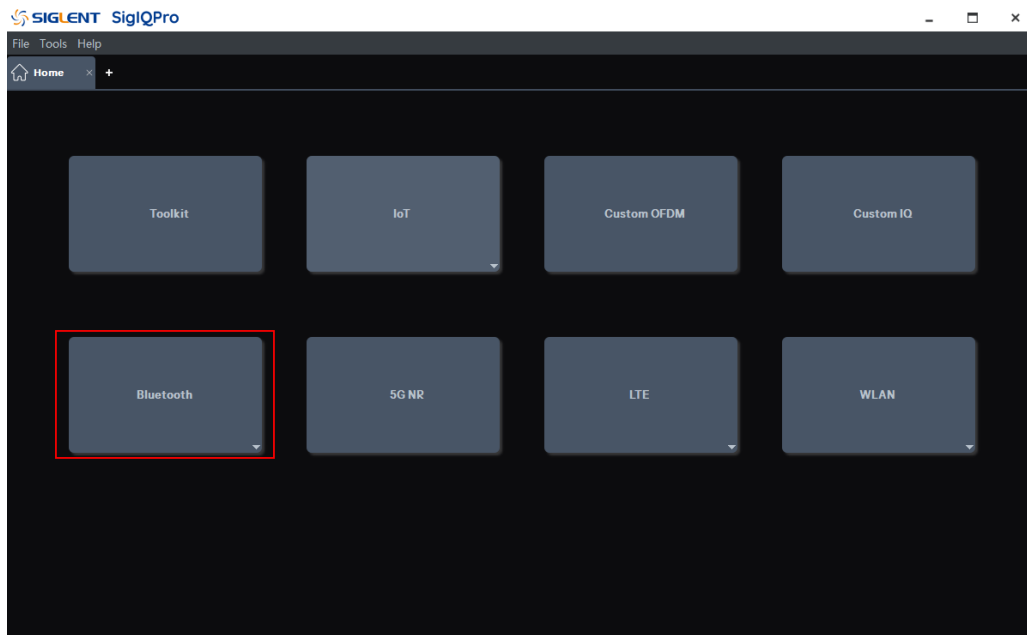 SIGLENT SigIQPro
File Tools Help
Home × +
Toolkit
IoT
Custom OFDM
Custom IQ
Bluetooth
5G NR
LTE
WLAN